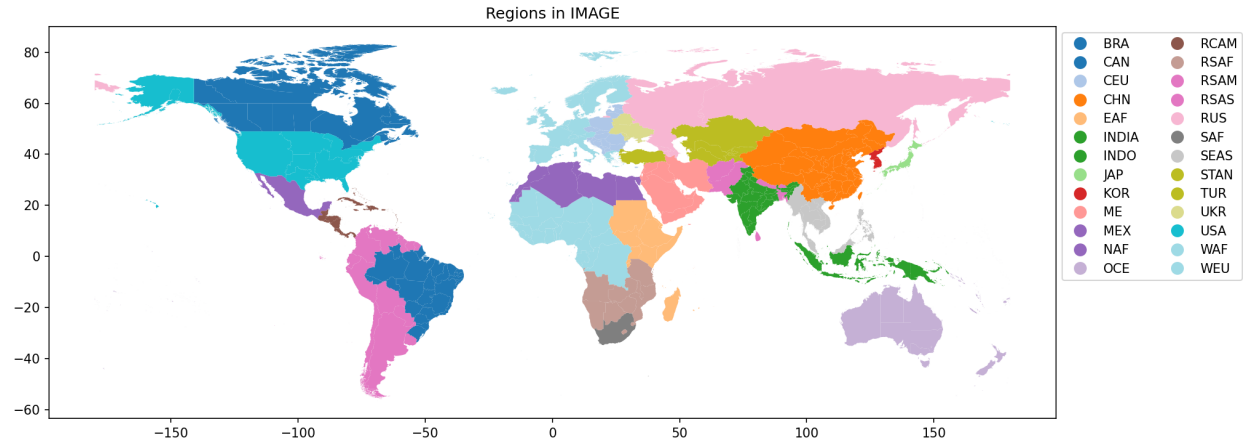 Regions in IMAGE
80
60
40
20
0
−20
−40
−60
−150
−100
−50
0
50
100
150
BRA
CAN
CEU
CHN
EAF
INDIA
INDO
JAP
KOR
ME
MEX
NAF
OCE
RCAM
RSAF
RSAM
RSAS
RUS
SAF
SEAS
STAN
TUR
UKR
USA
WAF
WEU